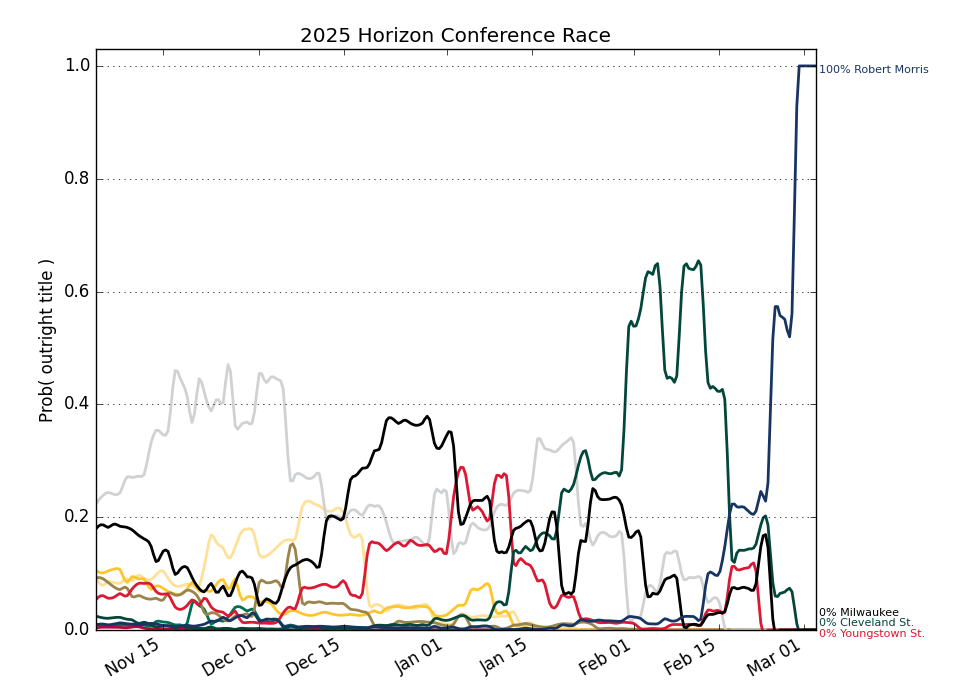 2025 Horizon Conference Race
1.0
100% Robert Morris
0.8
Prob( outright title )
0.6
0.4
0.2
0% Milwaukee
0% Cleveland St.
0.0
0% Youngstown St.
Nov 15 Dec 01 Dec 15 Jan 01 Jan 15 Feb 01 Feb 15 Mar 01